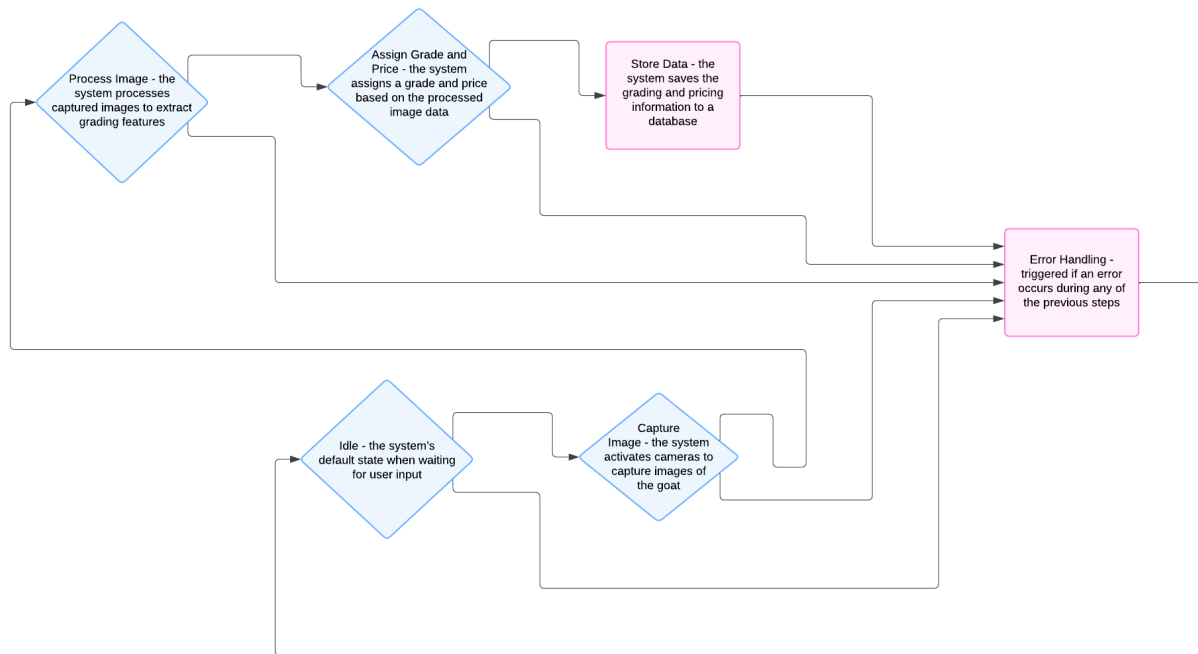 Process Image - the
system processes
captured images to extract
grading features
Assign Grade and
Price - the system
assigns a grade and price
based on the processed
image data
Store Data - the
system saves the
grading and pricing
information to a
database
Error Handling -
triggered if an error
occurs during any of
the previous steps
Idle - the system's
default state when waiting
for user input
Capture
Image - the system
activates cameras to
capture images of
the goat